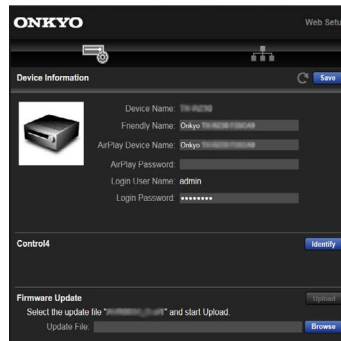 ONKYO
Web Setu
Device Information
Save
Device Name:
Friendly Name: Onkyo
AirPlay Device Name: Onkyo
AirPlay Password:
Login User Name: admin
Login Password: ••••••••
Control4
Identify
Firmware Update
Upload
Select the update file " " and start Upload.
Update File:
Browse